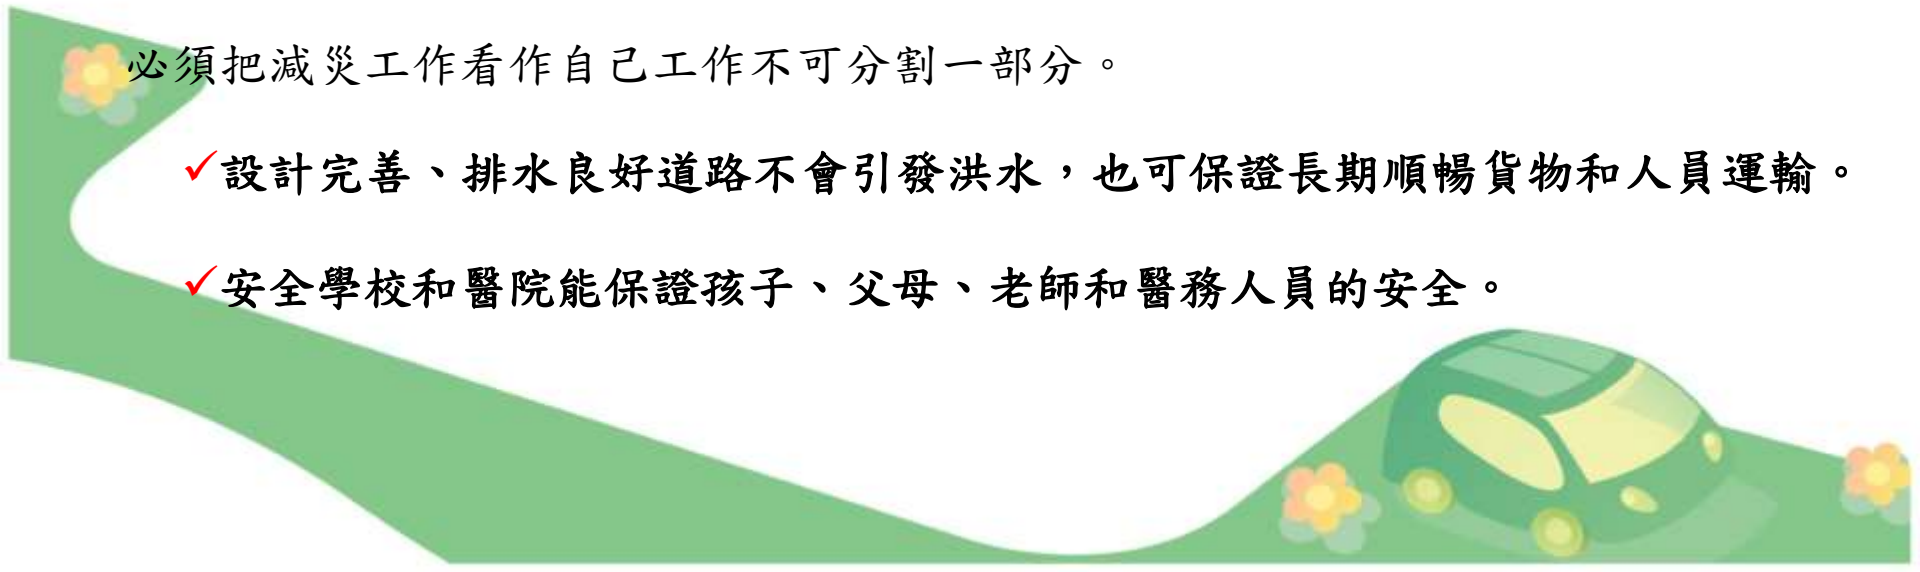 必須把減災工作看作自己工作不可分割一部分。
✓設計完善、排水良好道路不會引發洪水，也可保證長期順暢貨物和人員運輸。
✓安全學校和醫院能保證孩子、父母、老師和醫務人員的安全。